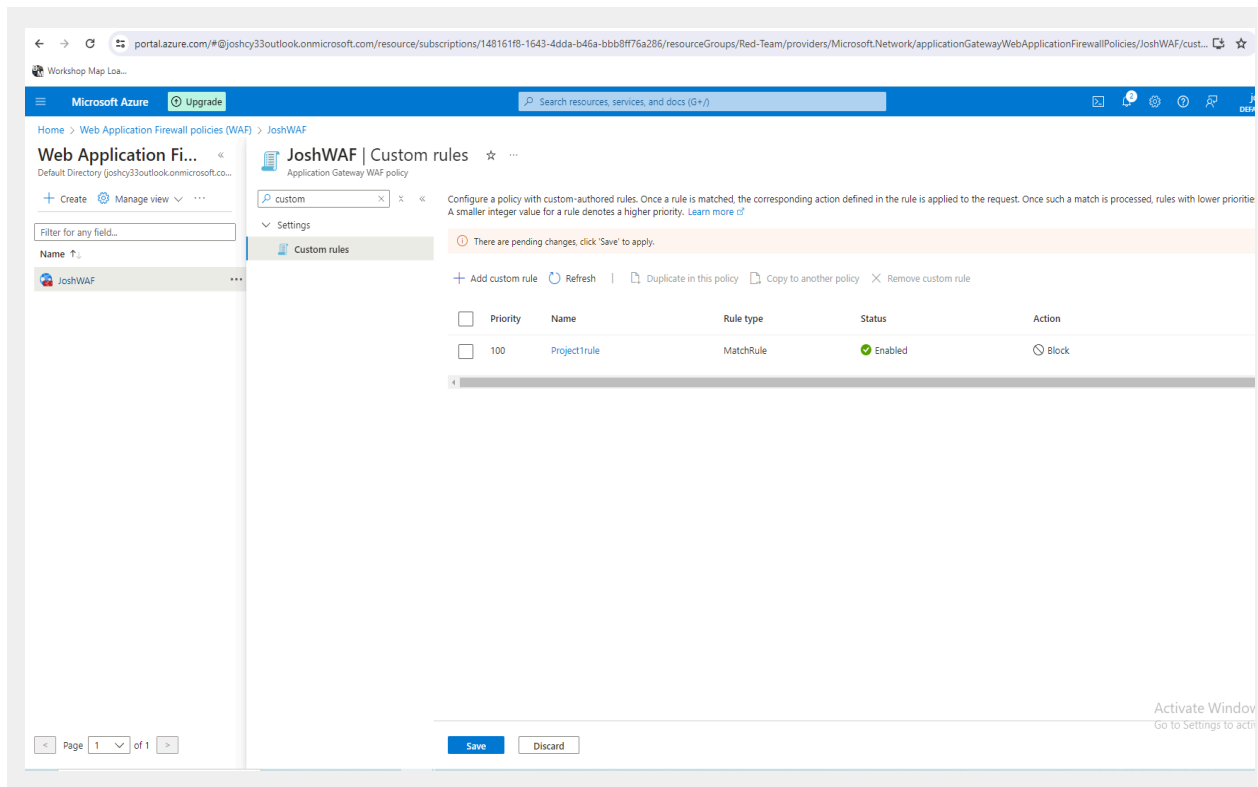 portal.azure.com/#@joshcy33outlook.onmicrosoft.com/resource/subscriptions/148161f8-1643-4dda-b46a-bbb8ff76a286/resourceGroups/Red-Team/providers/Microsoft.Network/applicationGatewayWebApplicationFirewallPolicies/JoshWAF/cust...
Workshop Map Loa...
Microsoft Azure
Upgrade
Search resources, services, and docs (G+/)
2
Home > Web Application Firewall policies (WAF) > JoshWAF
Web Application Fi... «
Default Directory (joshcy33outlook.onmicrosoft.co...
+ Create Manage view ...
Filter for any field...
Name ↑↓
JoshWAF ...
Page 1 of 1
JoshWAF | Custom rules ...
Application Gateway WAF policy
custom
Settings
Custom rules
Configure a policy with custom-authored rules. Once a rule is matched, the corresponding action defined in the rule is applied to the request. Once such a match is processed, rules with lower prioritie
A smaller integer value for a rule denotes a higher priority. Learn more
There are pending changes, click 'Save' to apply.
+ Add custom rule Refresh | Duplicate in this policy Copy to another policy Remove custom rule
Priority Name Rule type Status Action
100 Project1rule MatchRule Enabled Block
Save Discard
Activate Window
Go to Settings to acti